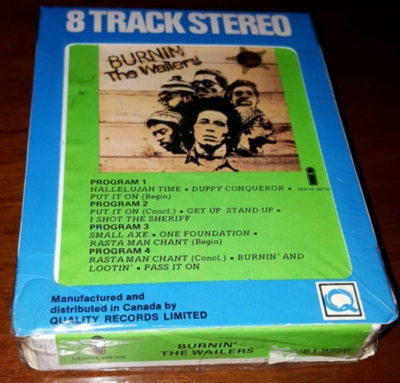 8 TRACK STEREO
BURNIN'
The Wailers
PROGRAM 1
HALLELUJAH TIME • DUPPY CONQUEROR •
PUT IT ON (Begin)
PROGRAM 2
PUT IT ON (Concl.) • GET UP STAND UP •
I SHOT THE SHERIFF
PROGRAM 3
SMALL AXE • ONE FOUNDATION •
RASTA MAN CHANT (Begin)
PROGRAM 4
RASTA MAN CHANT (Concl.) • BURNIN' AND
LOOTIN' • PASS IT ON
Manufactured and
distributed in Canada by
QUALITY RECORDS LIMITED
Q
BURNIN'
THE WAILERS